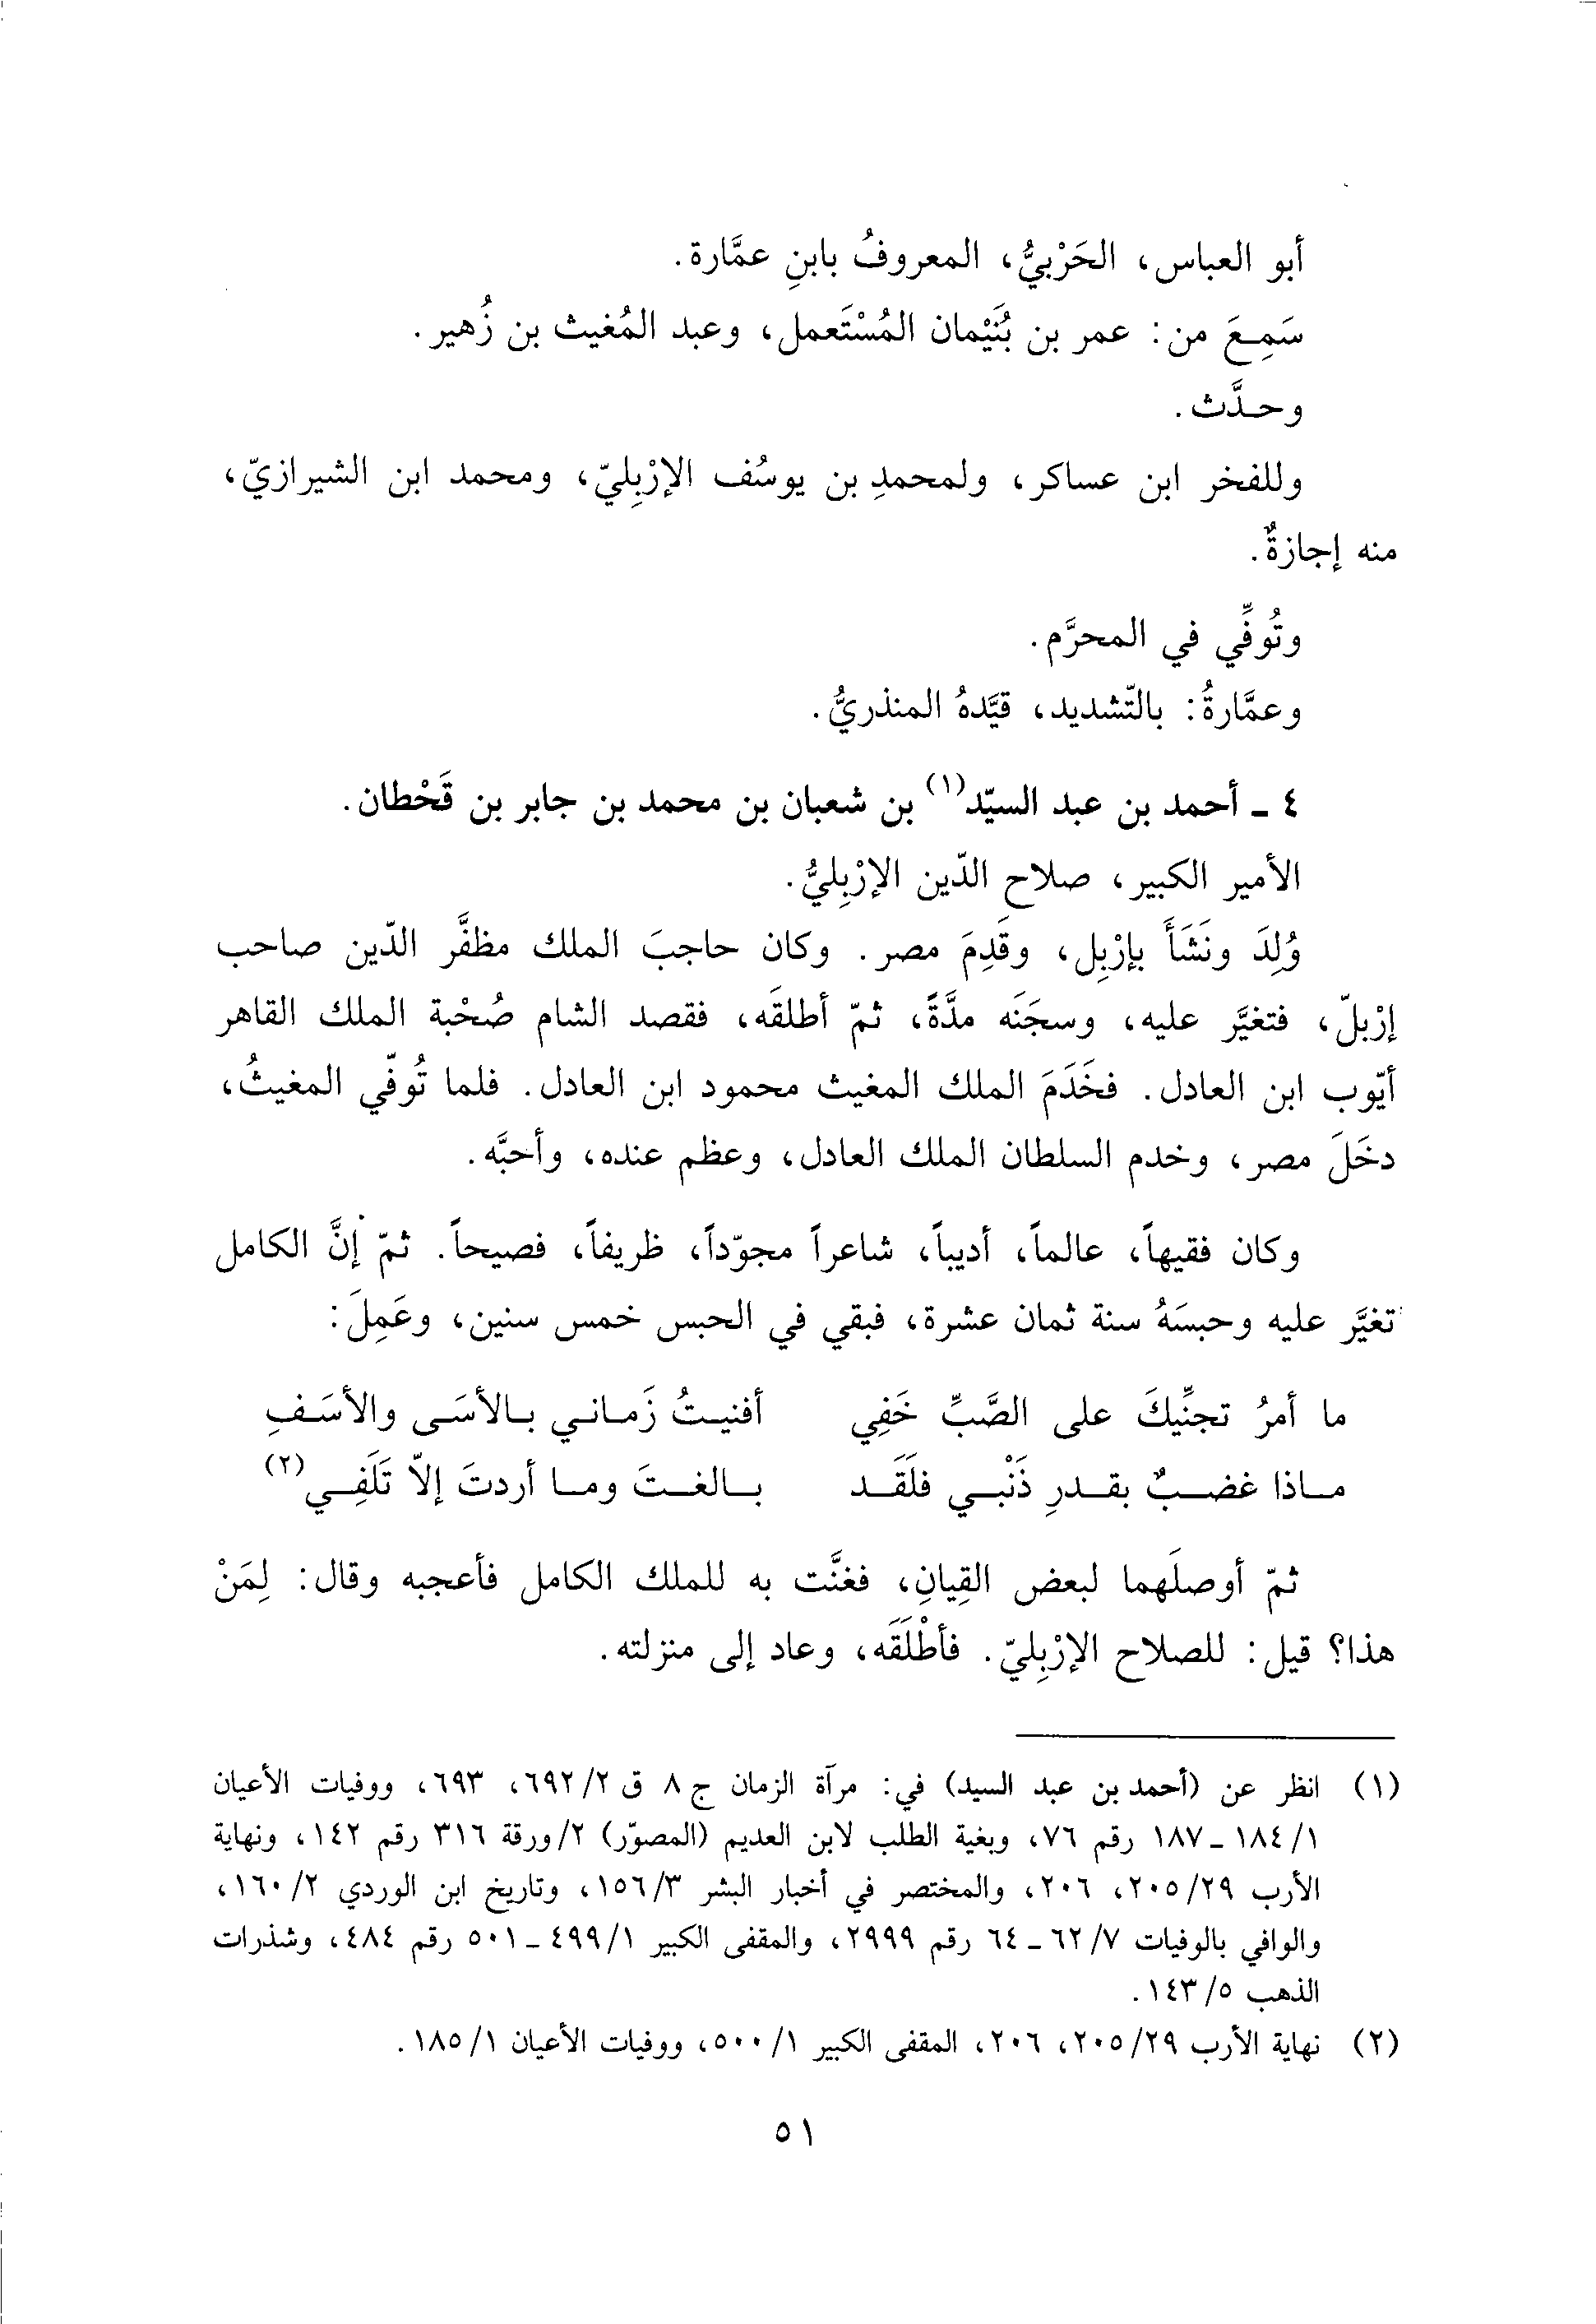 أبو العباس، الحَرْبيُّ، المعروفُ بابنِ عمَّارة.
سَمِعَ من: عمر بن بُنَيْمان المُسْتَعمل، وعبد المُغيث بن زُهير.
وحدَّث.
وللفخر ابن عساكر، ولمحمدِ بن يوسُف الإرْبِليّ، ومحمد ابن الشيرازيّ،
منه إجازةٌ.
وتُوفِّي في المحرَّم.
وعمَّارةُ: بالتّشديد، قيَّدهُ المنذريُّ.
٤ ـ أحمد بن عبد السيّد(١) بن شعبان بن محمد بن جابر بن قَحْطان.
الأمير الكبير، صلاح الدّين الإرْبِليُّ.
وُلِدَ ونَشَأَ بإرْبِل، وقَدِمَ مصر. وكان حاجبَ الملك مظفَّر الدّين صاحب
إرْبلّ، فتغيَّر عليه، وسجَنَه مدَّةً، ثمّ أطلقَه، فقصد الشام صُحْبة الملك القاهر
أيّوب ابن العادل. فخَدَمَ الملك المغيث محمود ابن العادل. فلما تُوفّي المغيثُ،
دخَلَ مصر، وخدم السلطان الملك العادل، وعظم عنده، وأحبَّه.
وكان فقيهاً، عالماً، أديباً، شاعراً مجوّداً، ظريفاً، فصيحاً. ثمّ إنَّ الكامل
تغيَّر عليه وحبسَهُ سنة ثمان عشرة، فبقي في الحبس خمس سنين، وعَمِلَ:
ما أمرُ تجنِّيكَ على الصَّبِّ خَفِي أفنيتُ زَماني بالأسَى والأسَفِ
ماذا غضبٌ بقدرِ ذَنْبي فلَقَد بالغتَ وما أردتَ إلاّ تَلَفِي(٢)
ثمّ أوصلَهما لبعض القِيانِ، فغنَّت به للملك الكامل فأعجبه وقال: لِمَنْ
هذا؟ قيل: للصلاح الإرْبِليّ. فأطْلَقَه، وعاد إلى منزلته.
(١) انظر عن (أحمد بن عبد السيد) في: مرآة الزمان ج ٨ ق ٢/ ٦٩٢، ٦٩٣، ووفيات الأعيان
١/ ١٨٤ ـ ١٨٧ رقم ٧٦، وبغية الطلب لابن العديم (المصوّر) ٢/ ورقة ٣١٦ رقم ١٤٢، ونهاية
الأرب ٢٩/ ٢٠٥، ٢٠٦، والمختصر في أخبار البشر ٣/ ١٥٦، وتاريخ ابن الوردي ٢/ ١٦٠،
والوافي بالوفيات ٧/ ٦٢ ـ ٦٤ رقم ٢٩٩٩، والمقفى الكبير ١/ ٤٩٩ ـ ٥٠١ رقم ٤٨٤، وشذرات
الذهب ٥/ ١٤٣.
(٢) نهاية الأرب ٢٩/ ٢٠٥، ٢٠٦، المقفى الكبير ١/ ٥٠٠، ووفيات الأعيان ١/ ١٨٥.
٥١